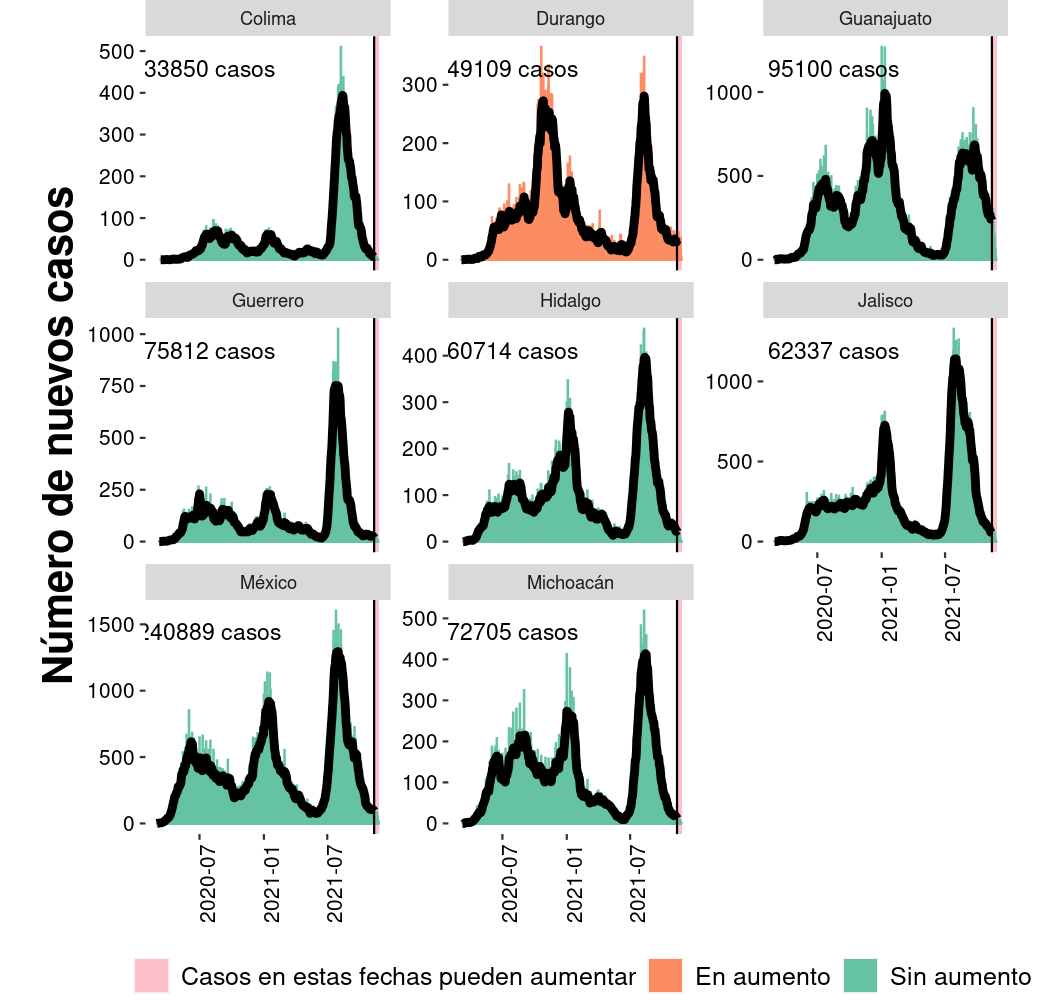 Número de nuevos casos
Colima
Durango
Guanajuato
500
400
300
200
100
0
33850 casos
300
200
100
0
49109 casos
1000
500
0
95100 casos
Guerrero
Hidalgo
Jalisco
1000
750
500
250
0
75812 casos
400
300
200
100
0
60714 casos
1000
500
0
62337 casos
2020-07
2021-01
2021-07
México
Michoacán
1500
1000
500
0
240889 casos
500
400
300
200
100
0
72705 casos
2020-07
2021-01
2021-07
2020-07
2021-01
2021-07
Casos en estas fechas pueden aumentar
En aumento
Sin aumento